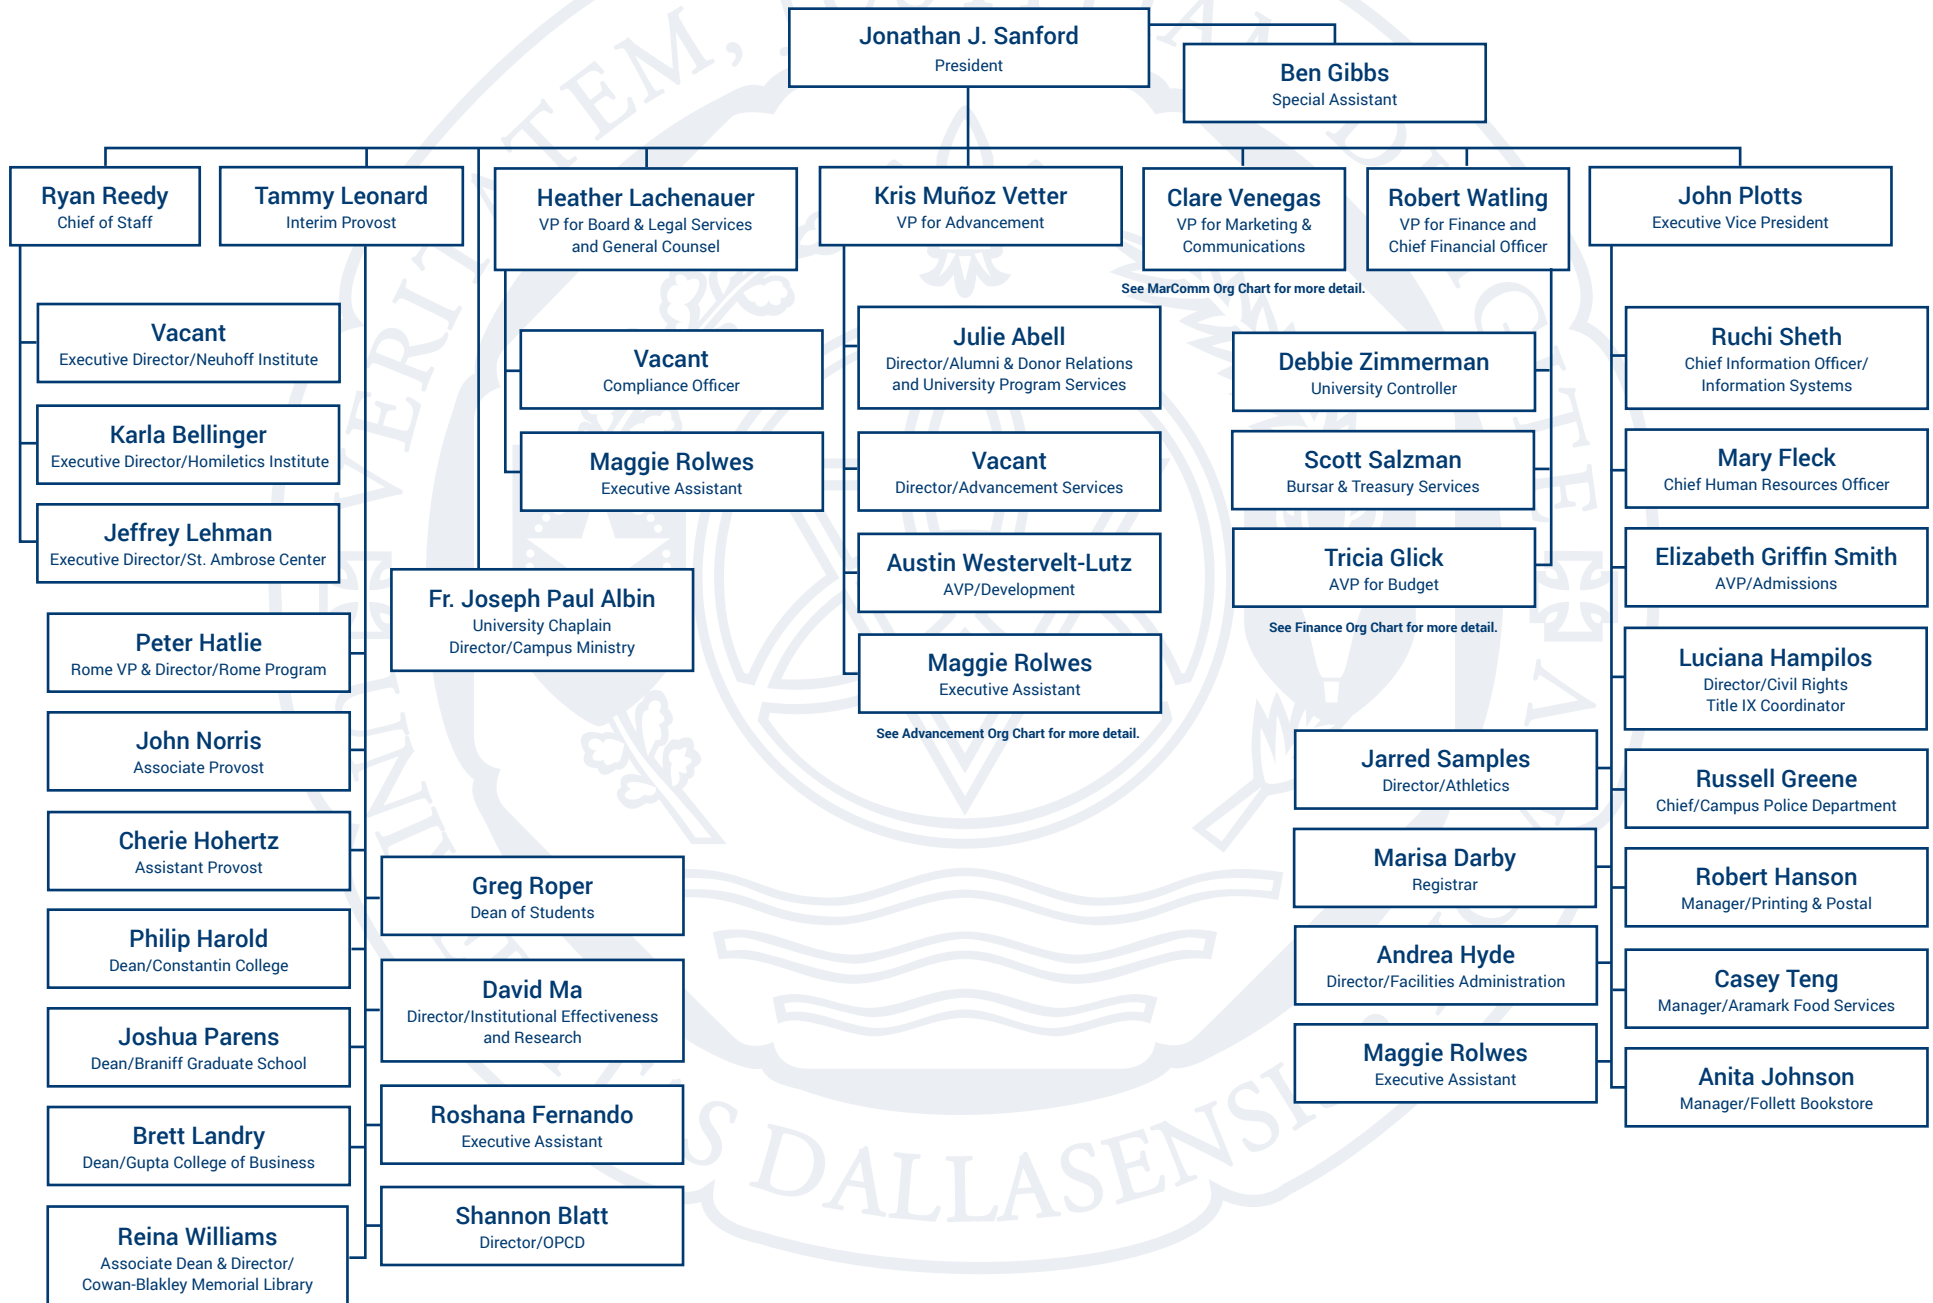 Jonathan J. Sanford
President
Ben Gibbs
Special Assistant
Ryan Reedy
Chief of Staff
Tammy Leonard
Interim Provost
Heather Lachenauer
VP for Board & Legal Services
and General Counsel
Kris Muñoz Vetter
VP for Advancement
Clare Venegas
VP for Marketing &
Communications
See MarComm Org Chart for more detail.
Robert Watling
VP for Finance and
Chief Financial Officer
John Plotts
Executive Vice President
Vacant
Executive Director/Neuhoff Institute
Karla Bellinger
Executive Director/Homiletics Institute
Jeffrey Lehman
Executive Director/St. Ambrose Center
Peter Hatlie
Rome VP & Director/Rome Program
John Norris
Associate Provost
Cherie Hohertz
Assistant Provost
Philip Harold
Dean/Constantin College
Joshua Parens
Dean/Braniff Graduate School
Brett Landry
Dean/Gupta College of Business
Reina Williams
Associate Dean & Director/
Cowan-Blakley Memorial Library
Greg Roper
Dean of Students
David Ma
Director/Institutional Effectiveness
and Research
Roshana Fernando
Executive Assistant
Shannon Blatt
Director/OPCD
Fr. Joseph Paul Albin
University Chaplain
Director/Campus Ministry
Vacant
Compliance Officer
Maggie Rolwes
Executive Assistant
Julie Abell
Director/Alumni & Donor Relations
and University Program Services
Vacant
Director/Advancement Services
Austin Westervelt-Lutz
AVP/Development
Maggie Rolwes
Executive Assistant
See Advancement Org Chart for more detail.
Debbie Zimmerman
University Controller
Scott Salzman
Bursar & Treasury Services
Tricia Glick
AVP for Budget
See Finance Org Chart for more detail.
Ruchi Sheth
Chief Information Officer/
Information Systems
Mary Fleck
Chief Human Resources Officer
Elizabeth Griffin Smith
AVP/Admissions
Luciana Hampilos
Director/Civil Rights
Title IX Coordinator
Russell Greene
Chief/Campus Police Department
Robert Hanson
Manager/Printing & Postal
Casey Teng
Manager/Aramark Food Services
Anita Johnson
Manager/Follett Bookstore
Jarred Samples
Director/Athletics
Marisa Darby
Registrar
Andrea Hyde
Director/Facilities Administration
Maggie Rolwes
Executive Assistant
DALLASENSIS